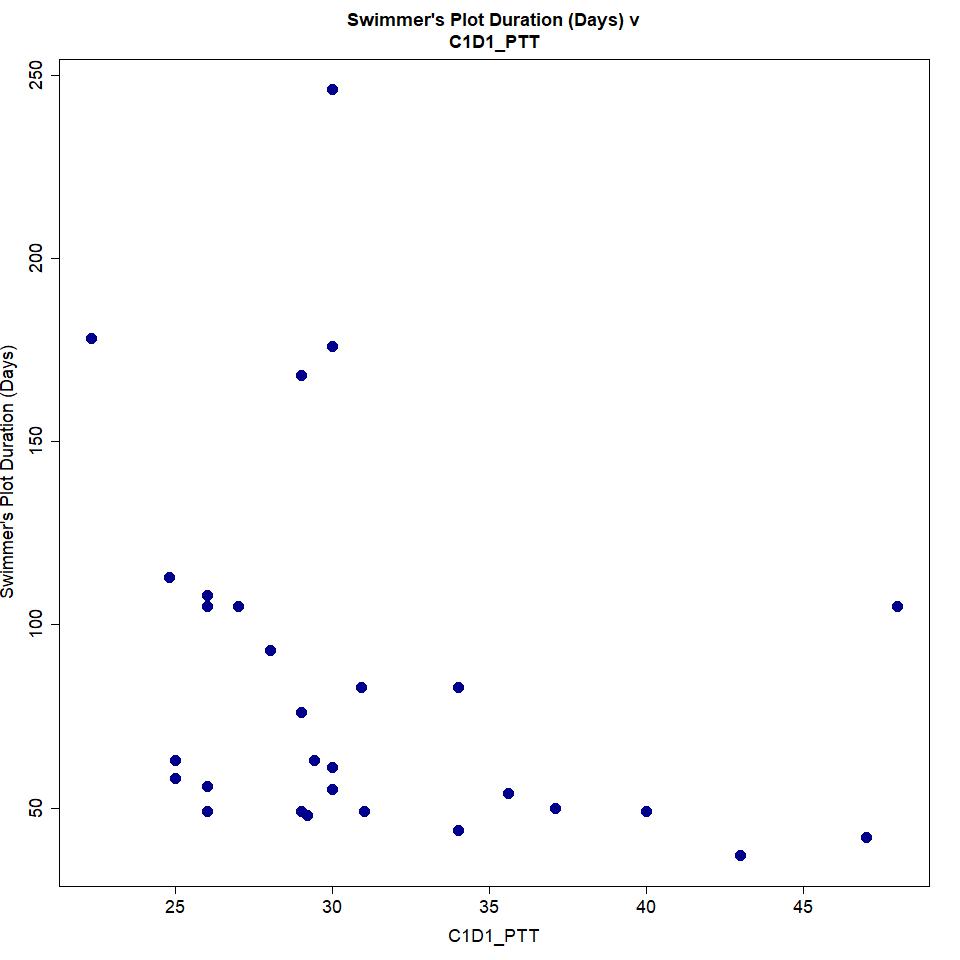 Swimmer's Plot Duration (Days) v
C1D1_PTT
250
200
150
100
50
Swimmer's Plot Duration (Days)
25 30 35 40 45
C1D1_PTT